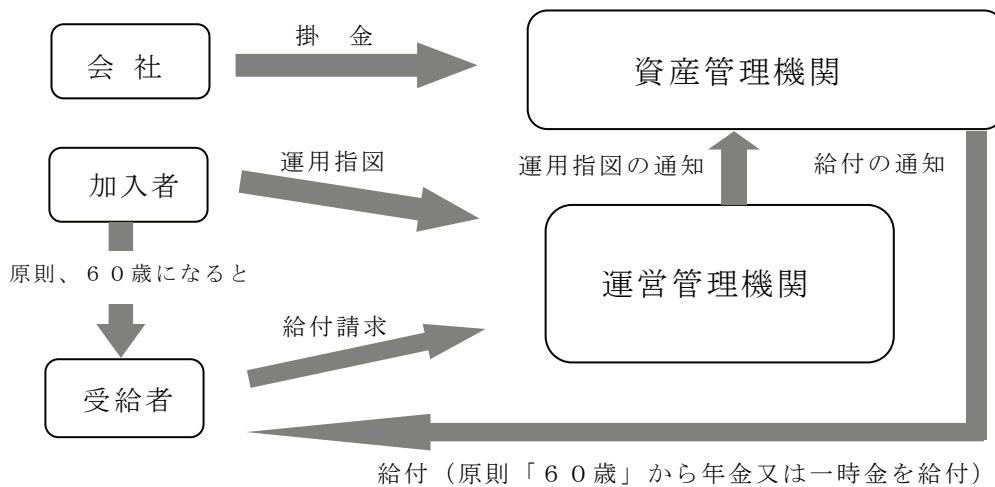 会 社
掛 金
資産管理機関
加入者
運用指図
運用指図の通知
給付の通知
原則、６０歳になると
運営管理機関
給付請求
受給者
給付（原則「６０歳」から年金又は一時金を給付）